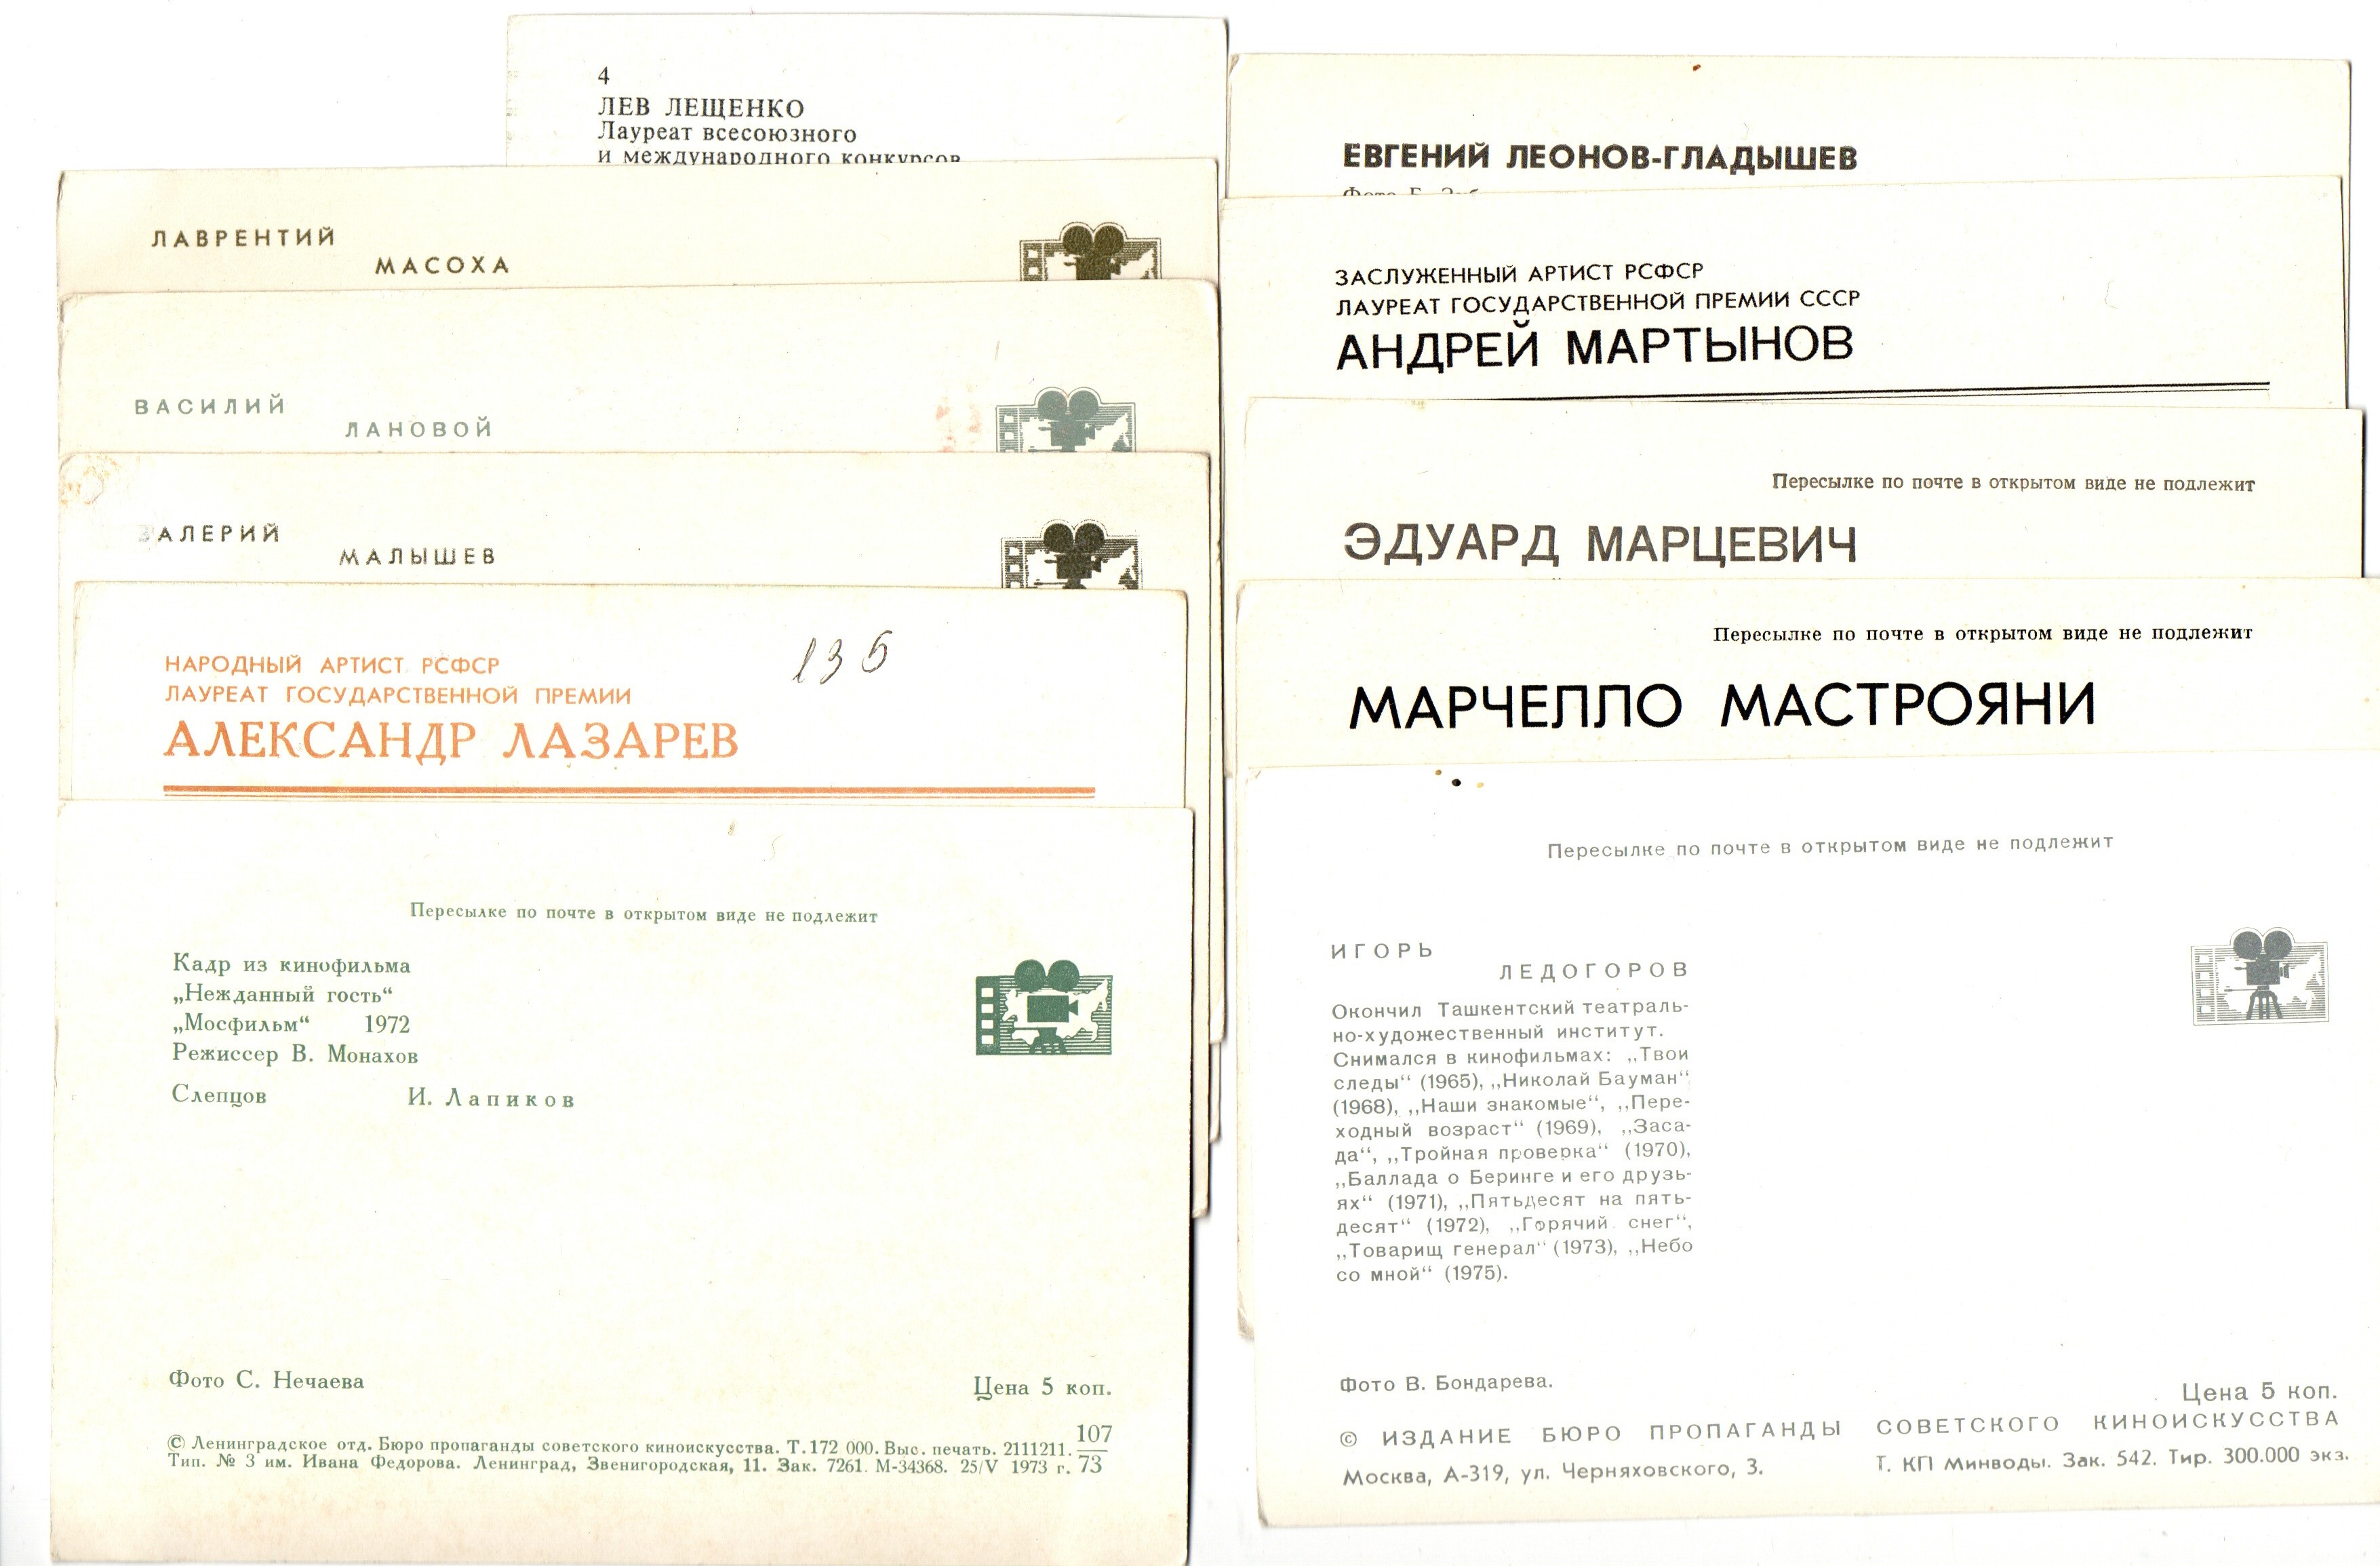 4
ЛЕВ ЛЕЩЕНКО
Лауреат всесоюзного
и международного конкурсов
ЛАВРЕНТИЙ
МАСОХА
ВАСИЛИЙ
ЛАНОВОЙ
ВАЛЕРИЙ
МАЛЫШЕВ
НАРОДНЫЙ АРТИСТ РСФСР
ЛАУРЕАТ ГОСУДАРСТВЕННОЙ ПРЕМИИ
АЛЕКСАНДР ЛАЗАРЕВ
135
Пересылке по почте в открытом виде не подлежит
Кадр из кинофильма
„Нежданный гость“
„Мосфильм“ 1972
Режиссер В. Монахов
Слепцов И. Лапиков
Фото С. Нечаева
Цена 5 коп.
© Ленинградское отд. Бюро пропаганды советского киноискусства. Т.172 000. Выс. печать. 2111211. 107
Тип. № 3 им. Ивана Федорова. Ленинград, Звенигородская, 11. Зак. 7261. М-34368. 25/V 1973 г. 73
ЕВГЕНИЙ ЛЕОНОВ-ГЛАДЫШЕВ
ЗАСЛУЖЕННЫЙ АРТИСТ РСФСР
ЛАУРЕАТ ГОСУДАРСТВЕННОЙ ПРЕМИИ СССР
АНДРЕЙ МАРТЫНОВ
Пересылке по почте в открытом виде не подлежит
ЭДУАРД МАРЦЕВИЧ
Пересылке по почте в открытом виде не подлежит
МАРЧЕЛЛО МАСТРОЯНИ
Пересылке по почте в открытом виде не подлежит
ИГОРЬ
ЛЕДОГОРОВ
Окончил Ташкентский театраль-
но-художественный институт.
Снимался в кинофильмах: „Твои
следы“ (1965), „Николай Бауман“
(1968), „Наши знакомые“, „Пере-
ходный возраст“ (1969), „Заса-
да“, „Тройная проверка“ (1970),
„Баллада о Беринге и его друзь-
ях“ (1971), „Пятьдесят на пять-
десят“ (1972), „Горячий снег“,
„Товарищ генерал“ (1973), „Небо
со мной“ (1975).
Фото В. Бондарева.
Цена 5 коп.
© ИЗДАНИЕ БЮРО ПРОПАГАНДЫ СОВЕТСКОГО КИНОИСКУССТВА
Москва, А-319, ул. Черняховского, 3. Т. КП Минводы. Зак. 542. Тир. 300.000 экз.